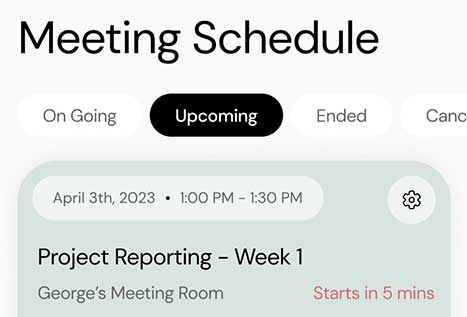 Meeting Schedule
On Going Upcoming Ended Canc
April 3th, 2023 • 1:00 PM - 1:30 PM
Project Reporting - Week 1
George's Meeting Room Starts in 5 mins